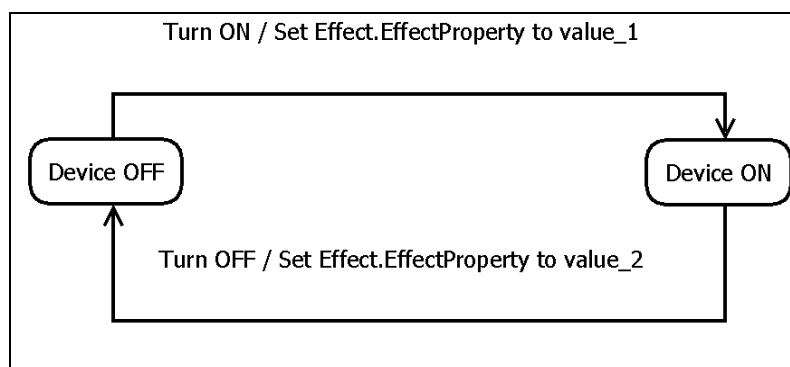 Turn ON / Set Effect.EffectProperty to value_1
Device OFF
Device ON
Turn OFF / Set Effect.EffectProperty to value_2